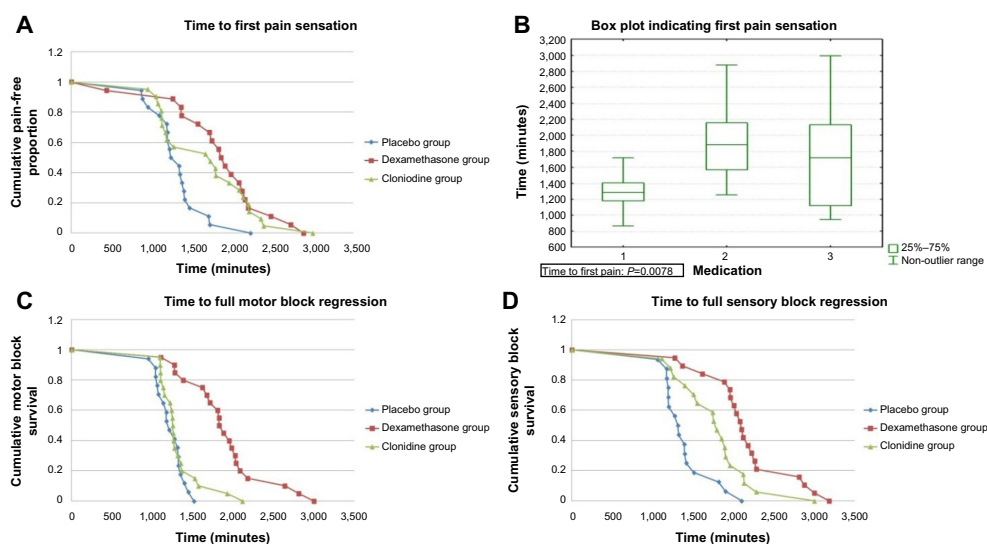 A
Time to first pain sensation
1.2
1
0.8
0.6
0.4
0.2
0
0
500
1,000
1,500
2,000
2,500
3,000
3,500
Cumulative pain-free
proportion
Time (minutes)
Placebo group
Dexamethasone group
Cloniodine group
B
Box plot indicating first pain sensation
3,200
3,000
2,800
2,600
2,400
2,200
2,000
1,800
1,600
1,400
1,200
1,000
800
600
Time (minutes)
1
2
3
Time to first pain: P=0.0078
Medication
25%–75%
Non-outlier range
C
Time to full motor block regression
1.2
1
0.8
0.6
0.4
0.2
0
0
500
1,000
1,500
2,000
2,500
3,000
3,500
Cumulative motor block
survival
Time (minutes)
Placebo group
Dexamethasone group
Clonidine group
D
Time to full sensory block regression
1.2
1
0.8
0.6
0.4
0.2
0
0
500
1,000
1,500
2,000
2,500
3,000
3,500
Cumulative sensory block
survival
Time (minutes)
Placebo group
Dexamethasone group
Clonidine group